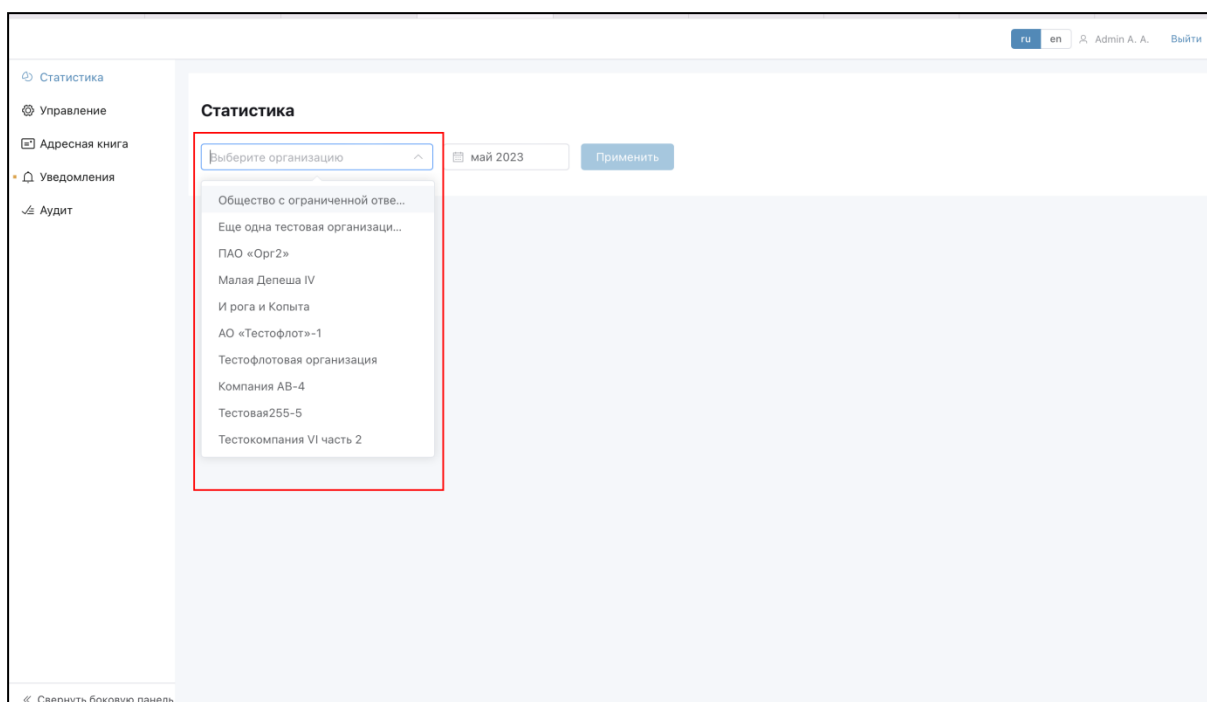 ru en Admin A. A. Выйти
Статистика
Управление
Адресная книга
Уведомления
Аудит
Статистика
Выберите организацию май 2023 Применить
Общество с ограниченной отве...
Еще одна тестовая организаци...
ПАО «Орг2»
Малая Депеша IV
И рога и Копыта
АО «Тестофлот»-1
Тестофлотовая организация
Компания АВ-4
Тестовая255-5
Тестокомпания VI часть 2
Свернуть боковую панель